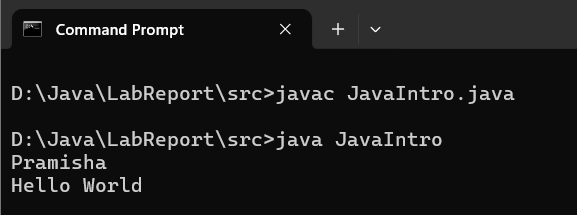 Command Prompt
D:\Java\LabReport\src>javac JavaIntro.java
D:\Java\LabReport\src>java JavaIntro
Pramisha
Hello World